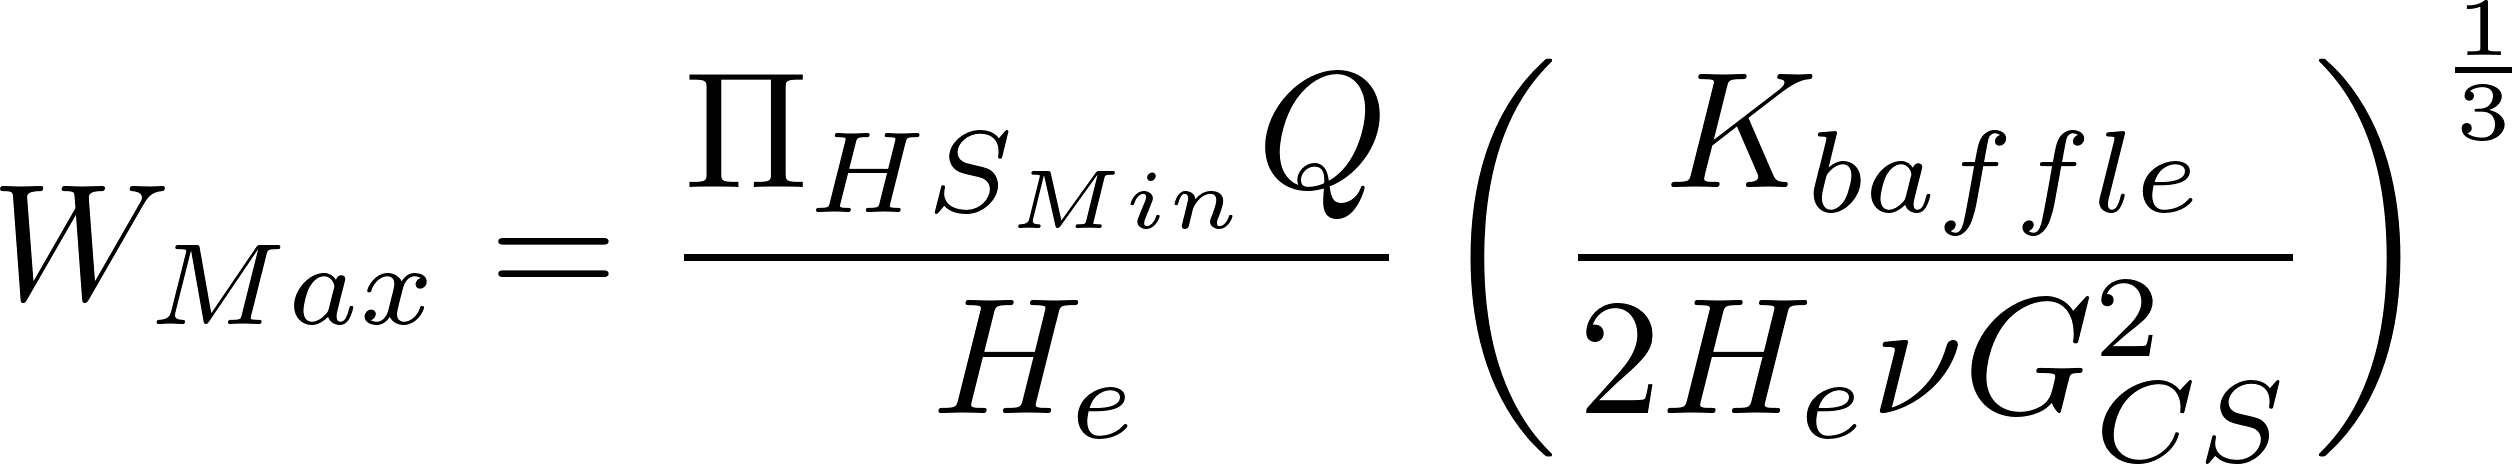 W_{Max} = \frac{\Pi_{HS_{Min}} Q}{H_e} \left( \frac{K_{baffle}}{2 H_e \nu G_{CS}^2} \right)^{\frac{1}{3}}